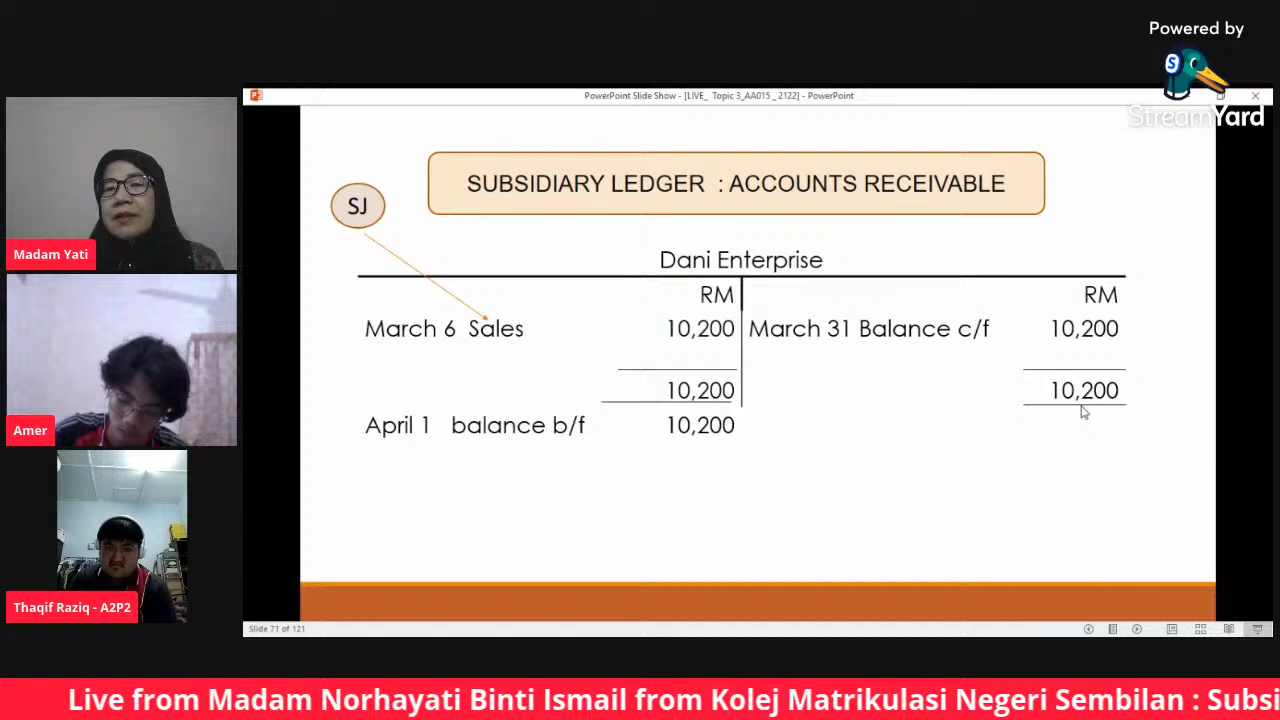 Powered by
S
StreamYard
PowerPoint Slide Show - [LIVE_ Topic 3_AA015 _ 2122] - PowerPoint
SUBSIDIARY LEDGER : ACCOUNTS RECEIVABLE
SJ
Dani Enterprise
RM RM
March 6 Sales 10,200 March 31 Balance c/f 10,200
10,200 10,200
April 1 balance b/f 10,200
Madam Yati
Amer
Thaqif Raziq - A2P2
Slide 71 of 121
Live from Madam Norhayati Binti Ismail from Kolej Matrikulasi Negeri Sembilan : Subsi